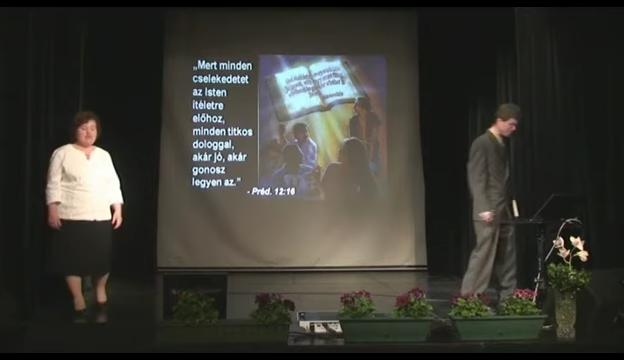 „Mert minden
cselekedetet
az Isten
ítéletre
előhoz,
minden titkos
dologgal,
akár jó, akár
gonosz
legyen az.”
- Préd. 12:16